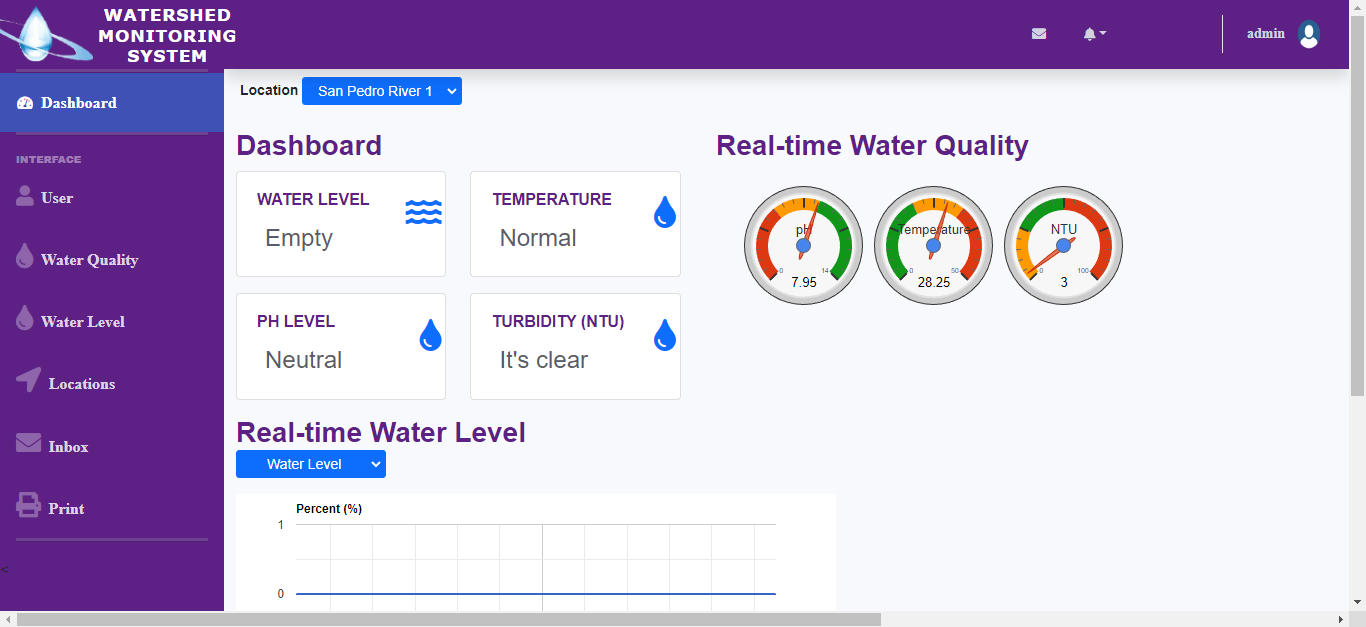 WATERSHED
MONITORING
SYSTEM
admin
Dashboard
INTERFACE
User
Water Quality
Water Level
Locations
Inbox
Print
<
Location San Pedro River 1
Dashboard
WATER LEVEL
Empty
TEMPERATURE
Normal
PH LEVEL
Neutral
TURBIDITY (NTU)
It's clear
Real-time Water Quality
pH
0 14
7.95
Temperature
0 50
28.25
NTU
0 100
3
Real-time Water Level
Water Level
Percent (%)
1
0